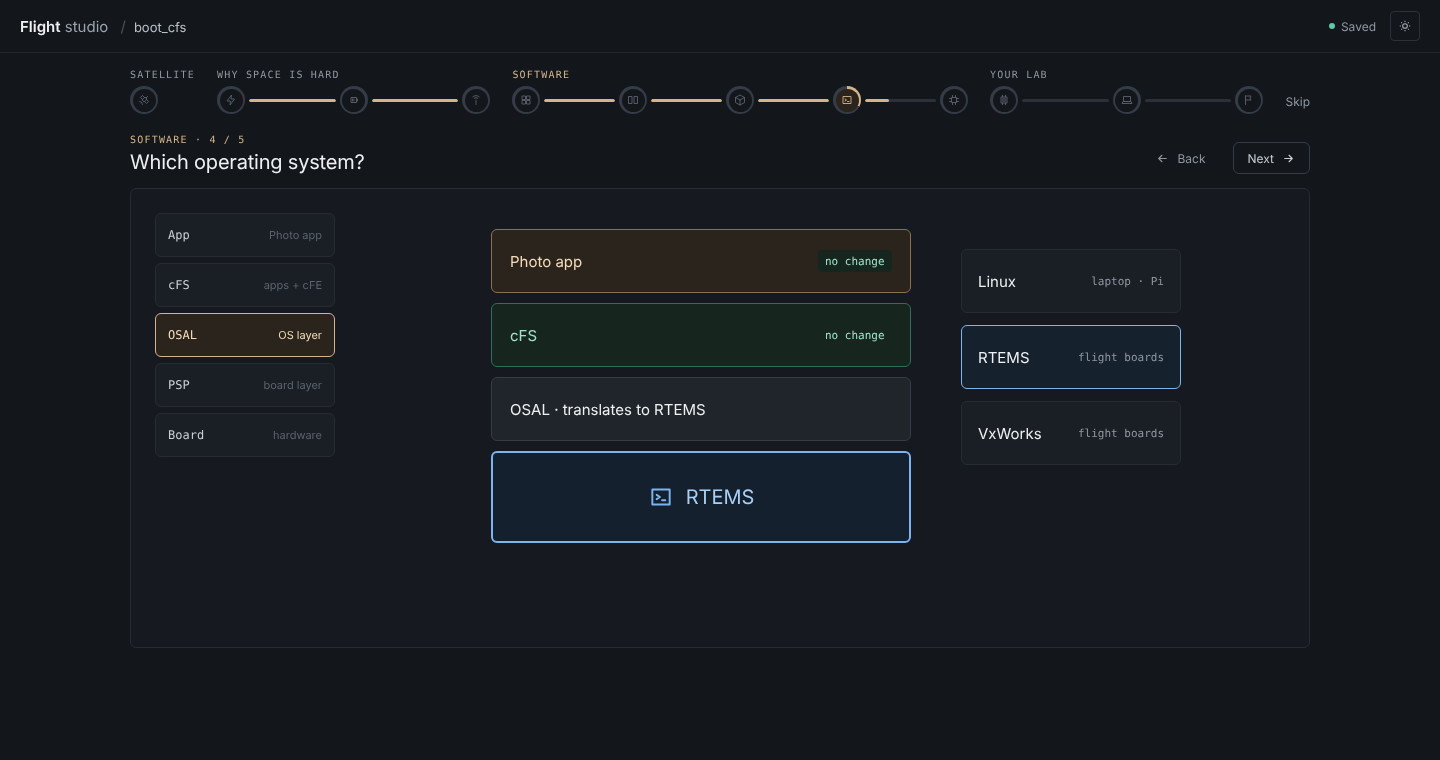 Flight studio / boot_cfs
Saved
SATELLITE
WHY SPACE IS HARD
SOFTWARE
YOUR LAB
Skip
SOFTWARE · 4 / 5
Which operating system?
← Back
Next →
App Photo app
cFS apps + cFE
OSAL OS layer
PSP board layer
Board hardware
Photo app no change
cFS no change
OSAL · translates to RTEMS
RTEMS
Linux laptop · Pi
RTEMS flight boards
VxWorks flight boards